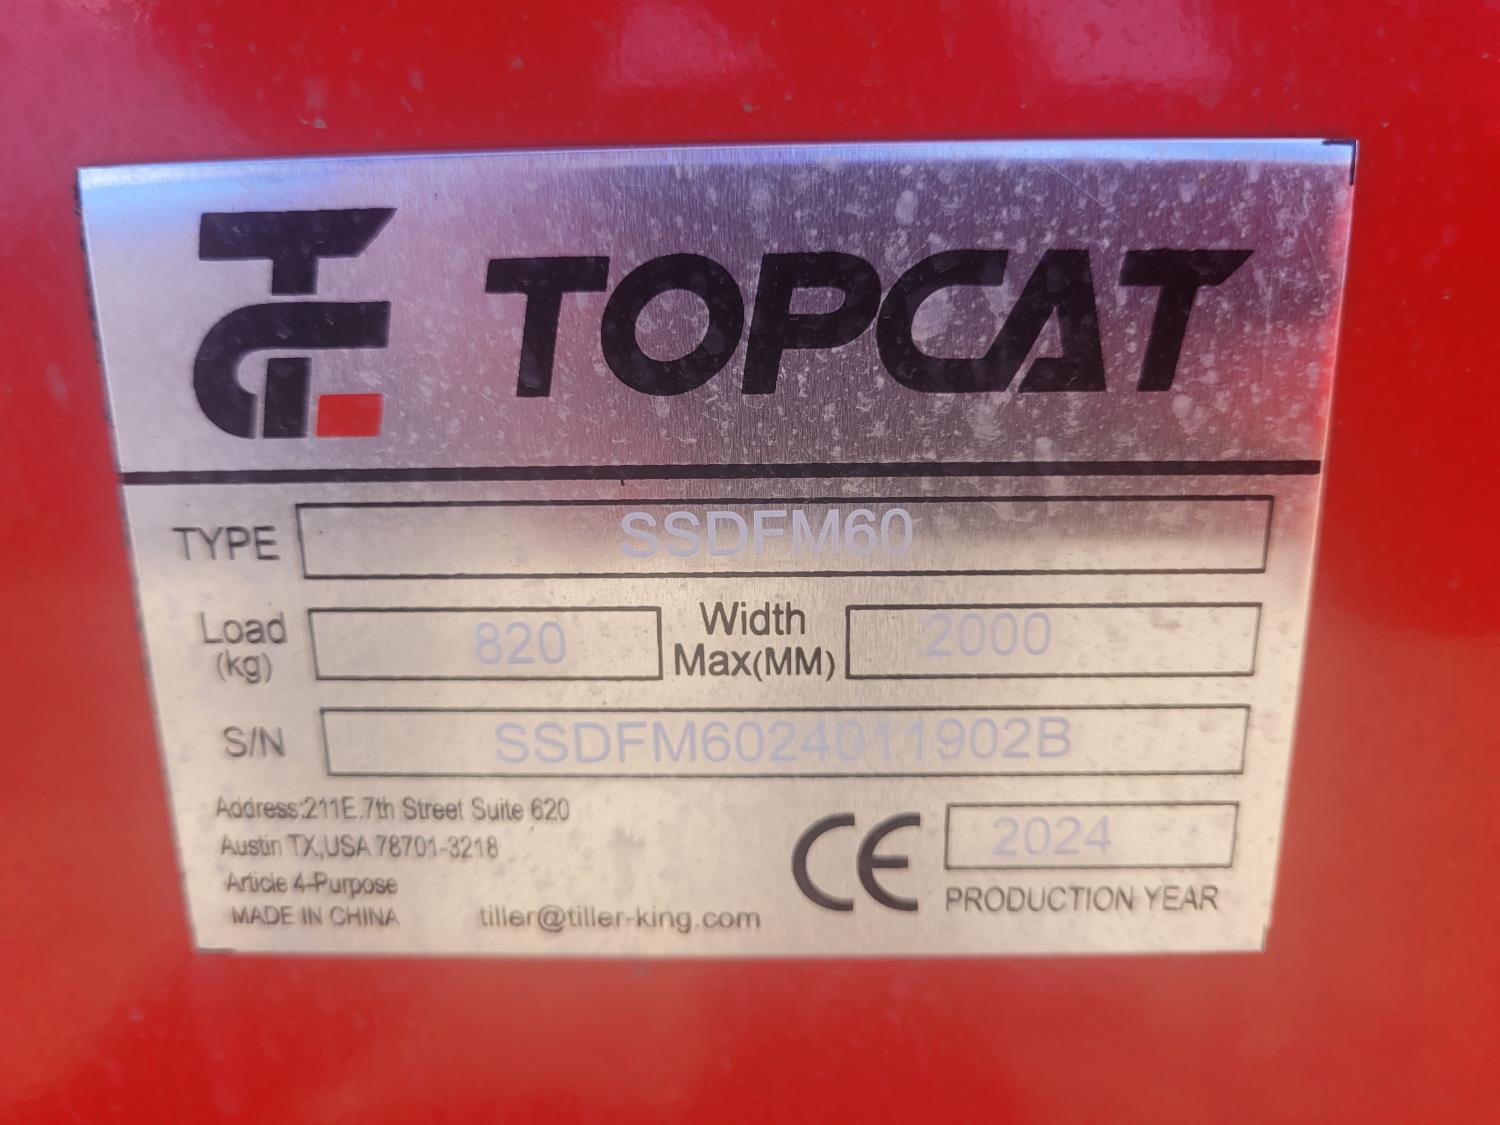 TOPCAT
TYPE SSDFM60
Load (kg) 820 Width Max(MM) 2000
S/N SSDFM6024011902B
Address:211E.7th Street Suite 620
Austin TX,USA 78701-3218
Article 4-Purpose
MADE IN CHINA tiller@tiller-king.com
CE 2024
PRODUCTION YEAR